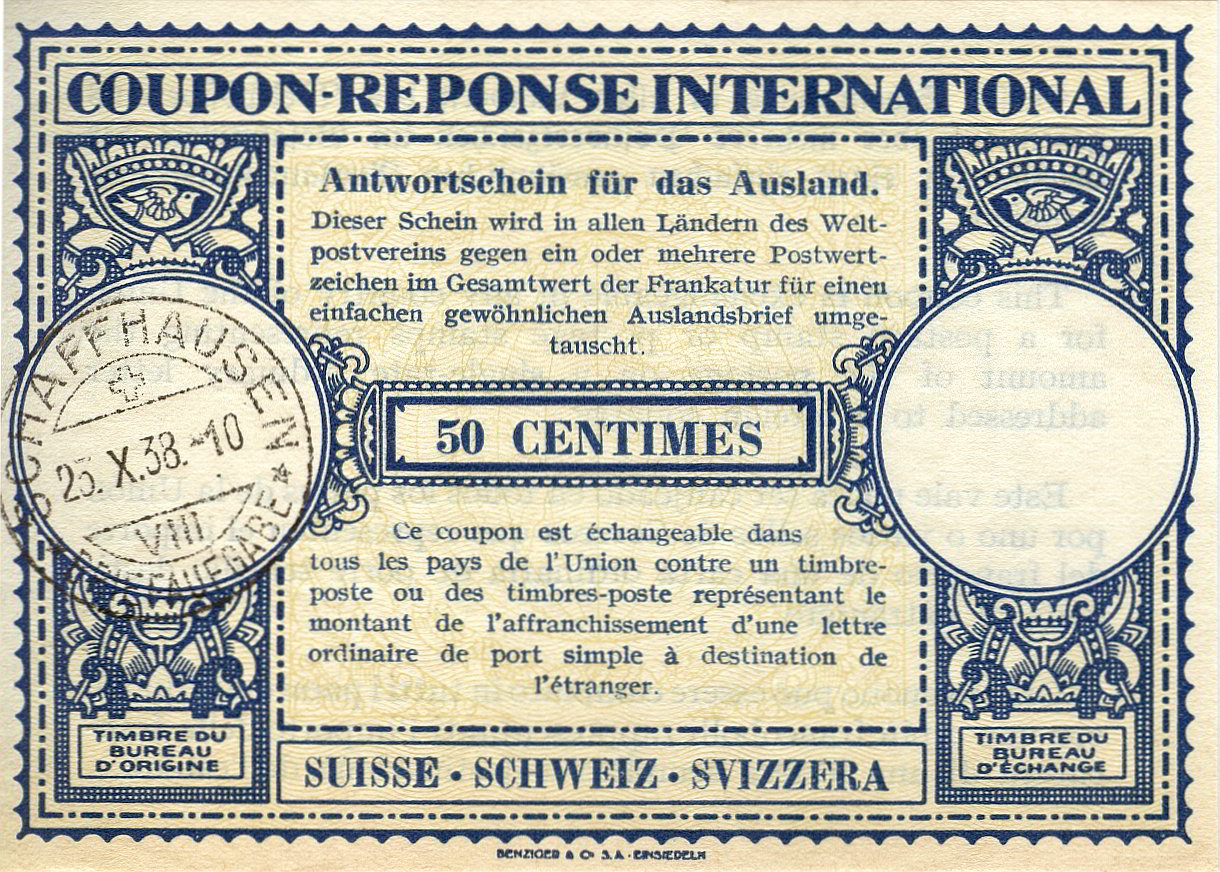 COUPON-REPONSE INTERNATIONAL
Antwortschein für das Ausland.
Dieser Schein wird in allen Ländern des Welt-
postvereins gegen ein oder mehrere Postwert-
zeichen im Gesamtwert der Frankatur für einen
einfachen gewöhnlichen Auslandsbrief umge-
tauscht.
50 CENTIMES
Ce coupon est échangeable dans
tous les pays de l'Union contre un timbre-
poste ou des timbres-poste représentant le
montant de l'affranchissement d'une lettre
ordinaire de port simple à destination de
l'étranger.
SCHAFFHAUSEN
25.X.38.-10
VIII
BRIEFAUFGABE
TIMBRE DU
BUREAU
D'ORIGINE
TIMBRE DU
BUREAU
D'ÉCHANGE
SUISSE • SCHWEIZ • SVIZZERA
BENZIGER & Co S.A. - EINSIEDELN